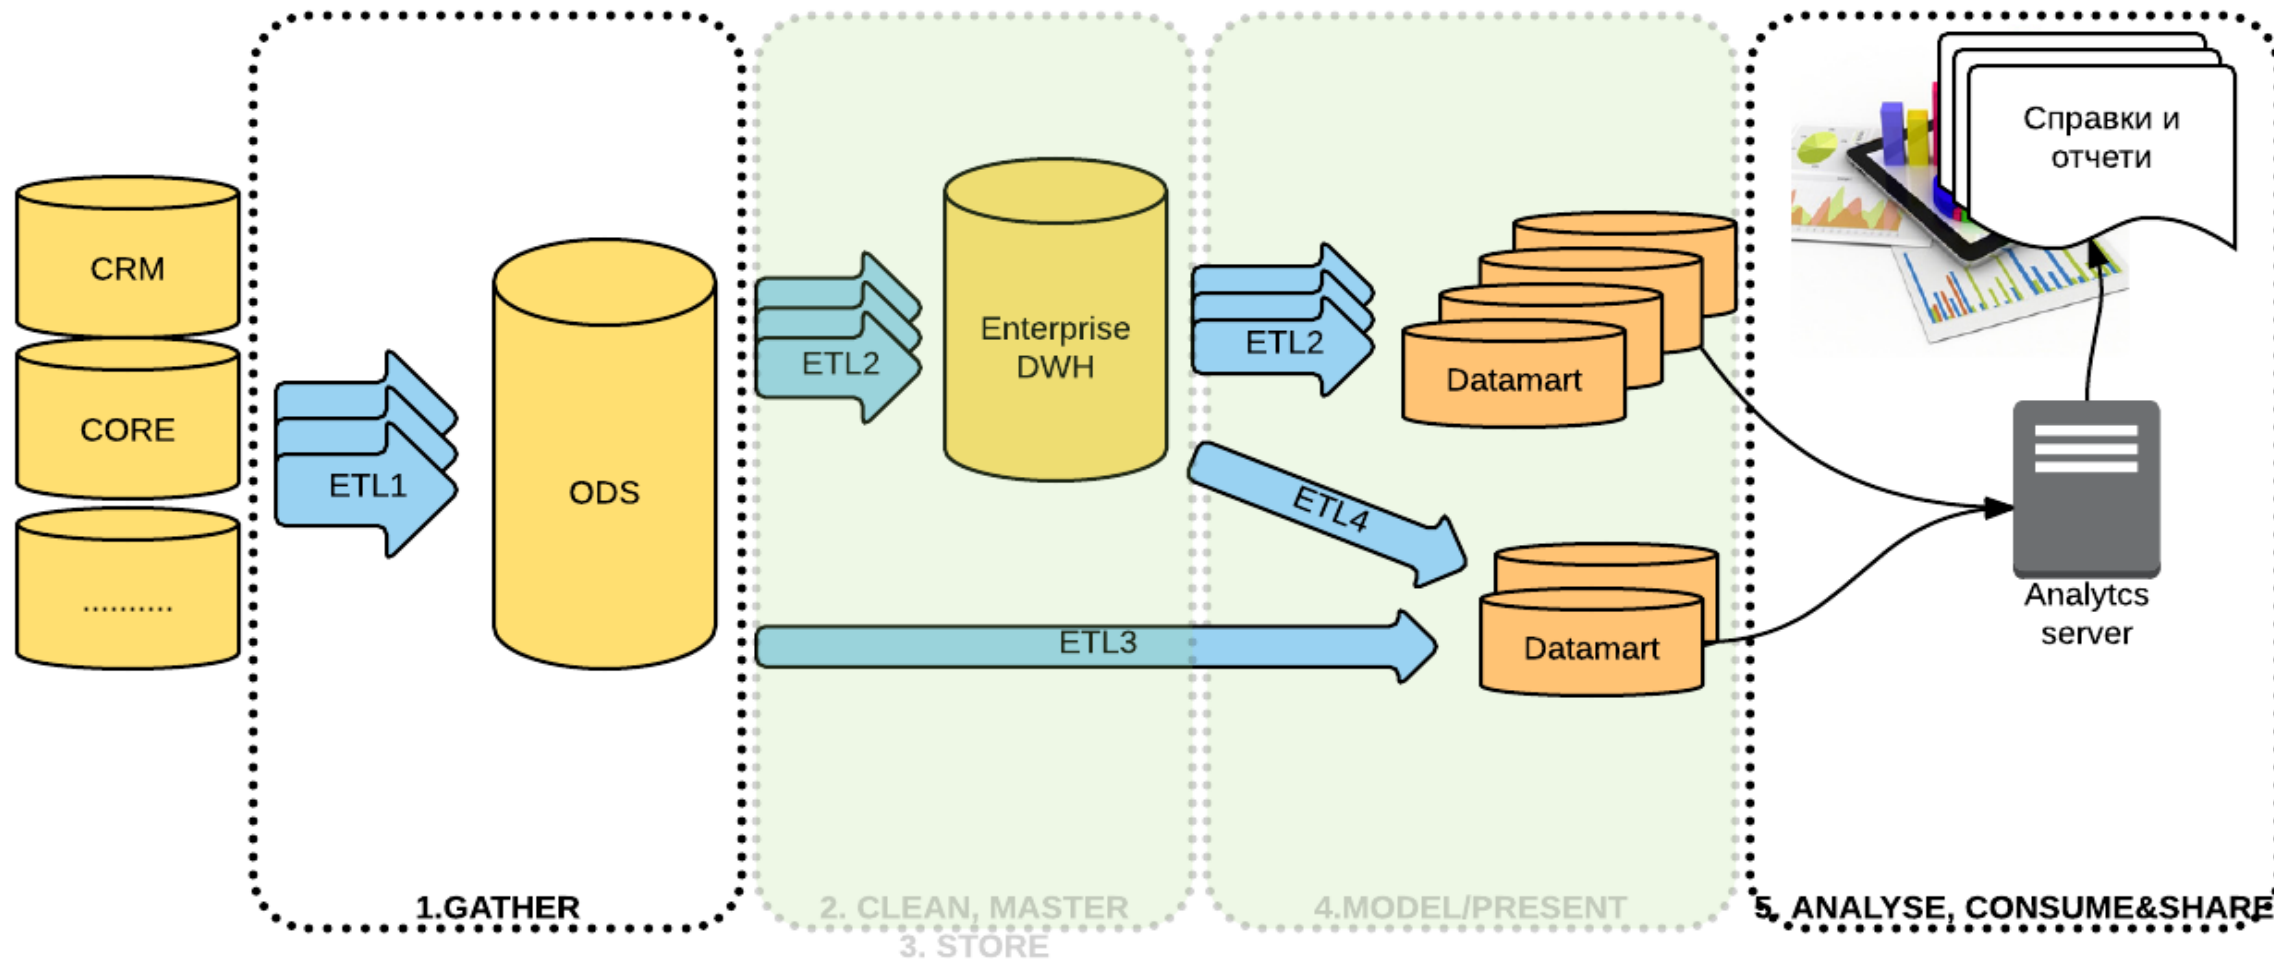 CRM
CORE
..........
ETL1
ODS
ETL2
Enterprise
DWH
ETL2
Datamart
ETL4
ETL3
Datamart
Справки и
отчети
Analytcs
server
1.GATHER
2. CLEAN, MASTER
3. STORE
4.MODEL/PRESENT
5. ANALYSE, CONSUME&SHARE